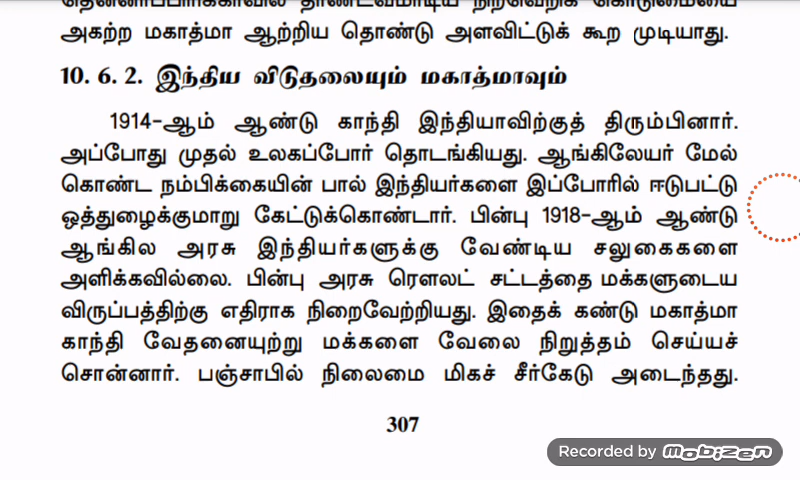 தென்னாப்பிரிக்காவில் தாண்டவமாடிய நிறவெறிக் கொடுமையை
அகற்ற மகாத்மா ஆற்றிய தொண்டு அளவிட்டுக் கூற முடியாது.
10. 6. 2. இந்திய விடுதலையும் மகாத்மாவும்
1914-ஆம் ஆண்டு காந்தி இந்தியாவிற்குத் திரும்பினார்.
அப்போது முதல் உலகப்போர் தொடங்கியது. ஆங்கிலேயர் மேல்
கொண்ட நம்பிக்கையின் பால் இந்தியர்களை இப்போரில் ஈடுபட்டு
ஒத்துழைக்குமாறு கேட்டுக்கொண்டார். பின்பு 1918-ஆம் ஆண்டு
ஆங்கில அரசு இந்தியர்களுக்கு வேண்டிய சலுகைகளை
அளிக்கவில்லை. பின்பு அரசு ரௌலட் சட்டத்தை மக்களுடைய
விருப்பத்திற்கு எதிராக நிறைவேற்றியது. இதைக் கண்டு மகாத்மா
காந்தி வேதனையுற்று மக்களை வேலை நிறுத்தம் செய்யச்
சொன்னார். பஞ்சாபில் நிலைமை மிகச் சீர்கேடு அடைந்தது.
307
Recorded by mobizen